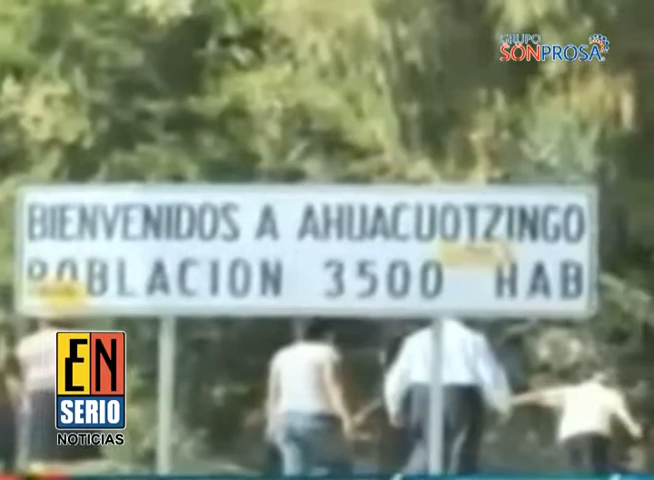 GRUPO
SONPROSA
BIENVENIDOS A AHUACUOTZINGO
POBLACION 3500 HAB
EN
SERIO
NOTICIAS